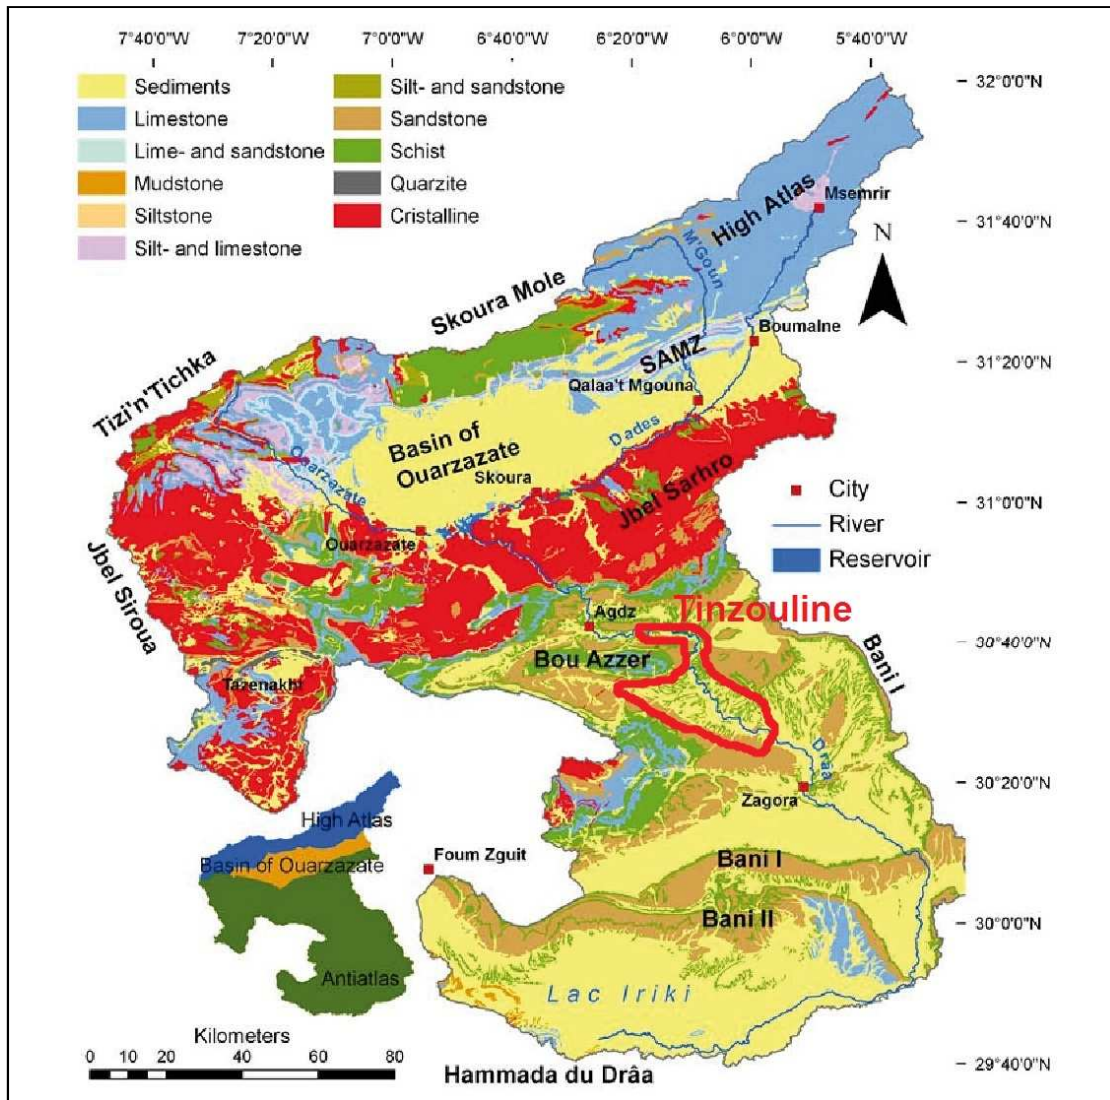 7°40'0"W 7°20'0"W 7°0'0"W 6°40'0"W 6°20'0"W 6°0'0"W 5°40'0"W
32°0'0"N
31°40'0"N
31°20'0"N
31°0'0"N
30°40'0"N
30°20'0"N
30°0'0"N
29°40'0"N
Sediments
Limestone
Lime- and sandstone
Mudstone
Siltstone
Silt- and limestone
Silt- and sandstone
Sandstone
Schist
Quarzite
Cristalline
High Atlas
Msemrir
M'Goun
N
Skoura Mole
Boumalne
SAMZ
Tizi'n'Tichka
Qalaa't Mgouna
Basin of
Ouarzazate
Dades
Skoura
Ouarzazate
Jbel Sarhro
City
River
Reservoir
Ouarzazate
Jbel Siroua
Agdz
Tinzouline
Bou Azzer
Bani I
Tazenakht
Drâa
Zagora
High Atlas
Basin of Ouarzazate
Antiatlas
Foum Zguit
Bani I
Bani II
Lac Iriki
Kilometers
0 10 20 40 60 80
Hammada du Drâa